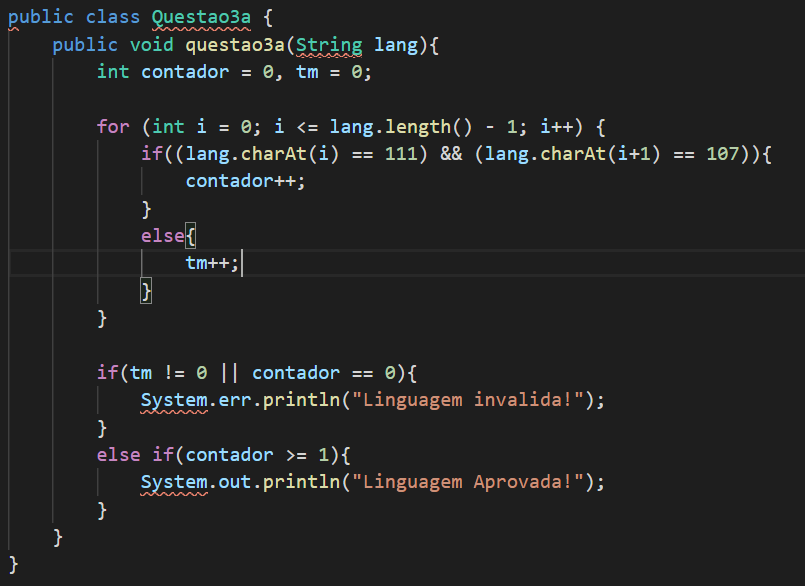 public class Questao3a {
    public void questao3a(String lang){
        int contador = 0, tm = 0;

        for (int i = 0; i <= lang.length() - 1; i++) {
            if((lang.charAt(i) == 111) && (lang.charAt(i+1) == 107)){
                contador++;
            }
            else{
                tm++;
            }
        }

        if(tm != 0 || contador == 0){
            System.err.println("Linguagem invalida!");
        }
        else if(contador >= 1){
            System.out.println("Linguagem Aprovada!");
        }
    }
}